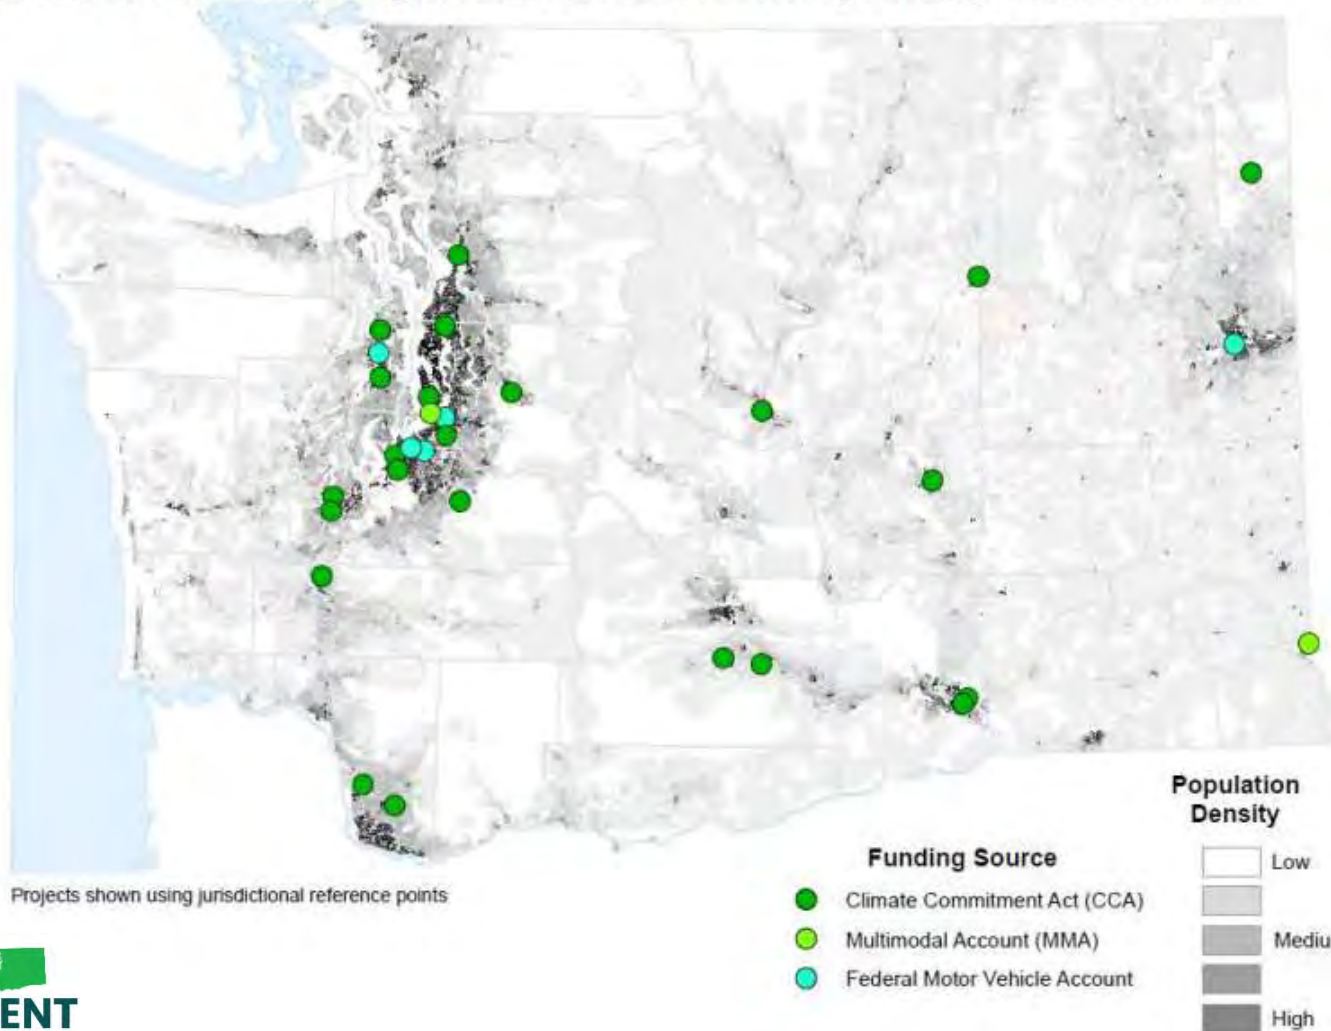 Projects shown using jurisdictional reference points
ENT
Funding Source
Climate Commitment Act (CCA)
Multimodal Account (MMA)
Federal Motor Vehicle Account
Population
Density
Low
Mediu
High